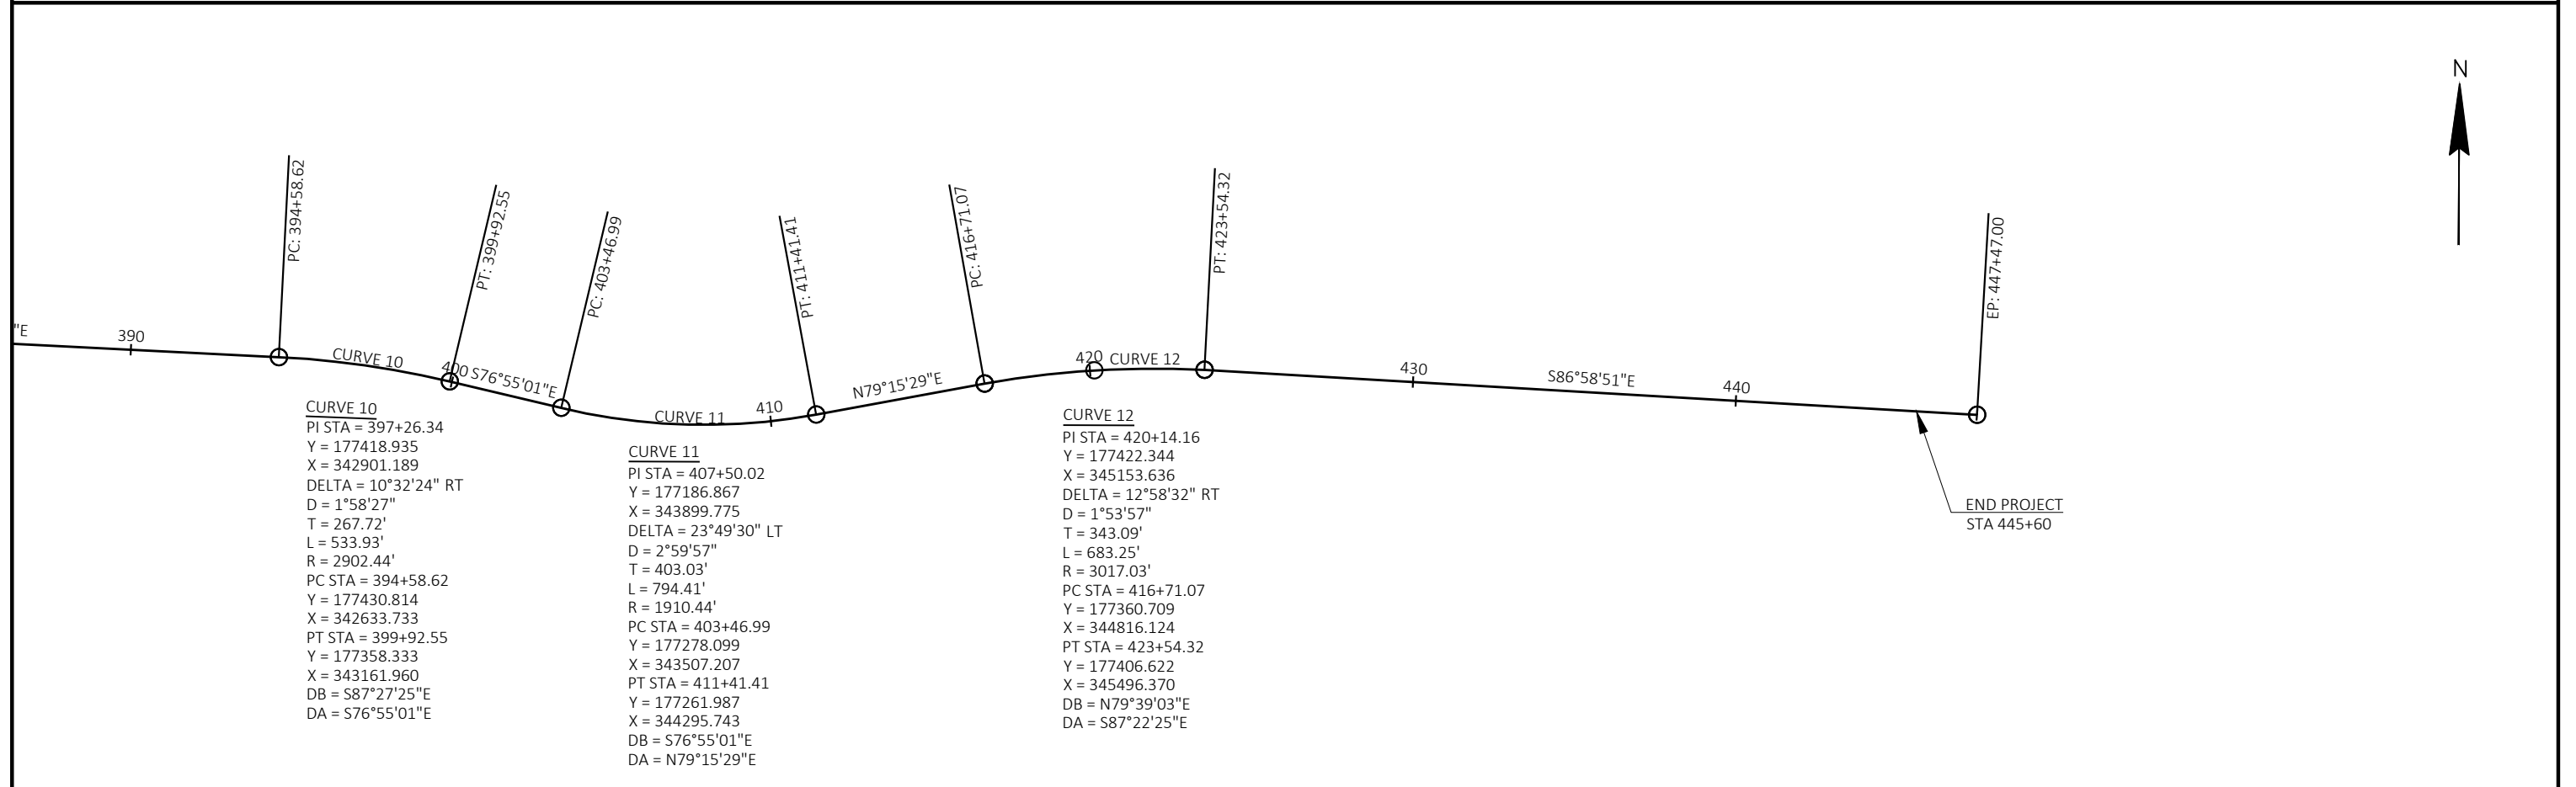 N
PC: 394+58.62
PT: 399+92.55
PC: 403+46.99
PT: 411+41.41
PC: 416+71.07
PT: 423+54.32
EP: 447+47.00
"E
390
CURVE 10
400
S76°55'01"E
CURVE 11
410
N79°15'29"E
420
CURVE 12
430
S86°58'51"E
440
CURVE 10
PI STA = 397+26.34
Y = 177418.935
X = 342901.189
DELTA = 10°32'24" RT
D = 1°58'27"
T = 267.72'
L = 533.93'
R = 2902.44'
PC STA = 394+58.62
Y = 177430.814
X = 342633.733
PT STA = 399+92.55
Y = 177358.333
X = 343161.960
DB = S87°27'25"E
DA = S76°55'01"E
CURVE 11
PI STA = 407+50.02
Y = 177186.867
X = 343899.775
DELTA = 23°49'30" LT
D = 2°59'57"
T = 403.03'
L = 794.41'
R = 1910.44'
PC STA = 403+46.99
Y = 177278.099
X = 343507.207
PT STA = 411+41.41
Y = 177261.987
X = 344295.743
DB = S76°55'01"E
DA = N79°15'29"E
CURVE 12
PI STA = 420+14.16
Y = 177422.344
X = 345153.636
DELTA = 12°58'32" RT
D = 1°53'57"
T = 343.09'
L = 683.25'
R = 3017.03'
PC STA = 416+71.07
Y = 177360.709
X = 344816.124
PT STA = 423+54.32
Y = 177406.622
X = 345496.370
DB = N79°39'03"E
DA = S87°22'25"E
END PROJECT
STA 445+60